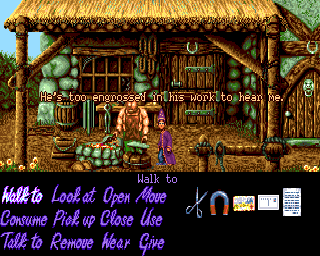 He's too engrossed in his work to hear me.
Walk to
Walk to Look at Open Move
Consume Pick up Close Use
Talk to Remove Wear Give